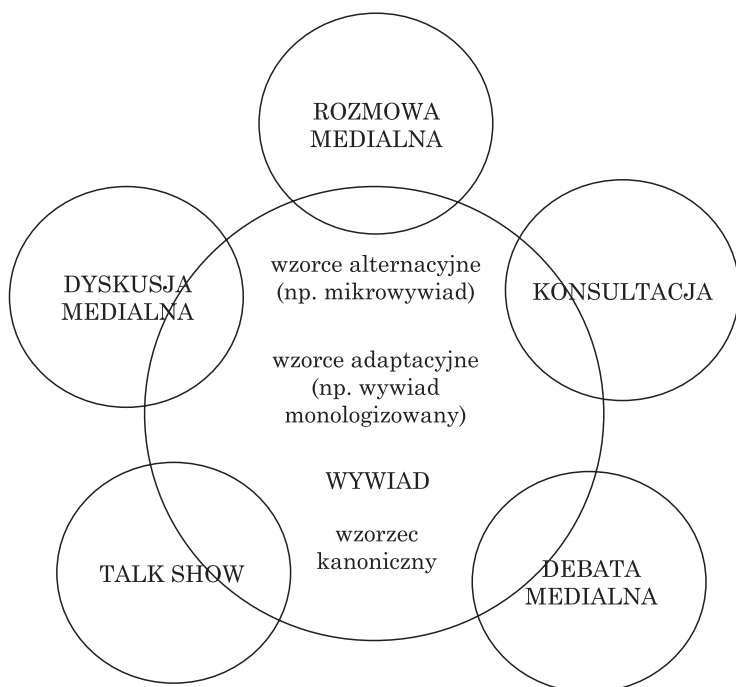 ROZMOWA
MEDIALNA
DYSKUSJA
MEDIALNA
wzorce alternacyjne
(np. mikrowywiad)
KONSULTACJA
wzorce adaptacyjne
(np. wywiad
monologizowany)
WYWIAD
wzorzec
kanoniczny
TALK SHOW
DEBATA
MEDIALNA